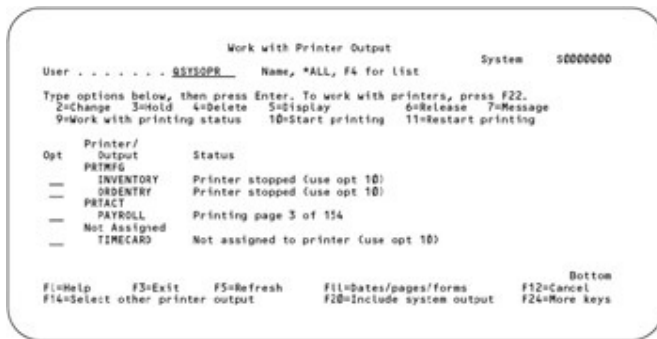 Work with Printer Output
System S0000000
User . . . . . . . QSYSOPR Name, *ALL, F4 for list
Type options below, then press Enter. To work with printers, press F22.
2=Change 3=Hold 4=Delete 5=Display 6=Release 7=Message
9=Work with printing status 10=Start printing 11=Restart printing
Printer/
Opt Output Status
PRTMFG
__ INVENTORY Printer stopped (use opt 10)
__ ORDENTRY Printer stopped (use opt 10)
PRTACT
__ PAYROLL Printing page 3 of 154
Not Assigned
__ TIMECARD Not assigned to printer (use opt 10)
Bottom
F1=Help F3=Exit F5=Refresh F11=Dates/pages/forms F12=Cancel
F14=Select other printer output F20=Include system output F24=More keys